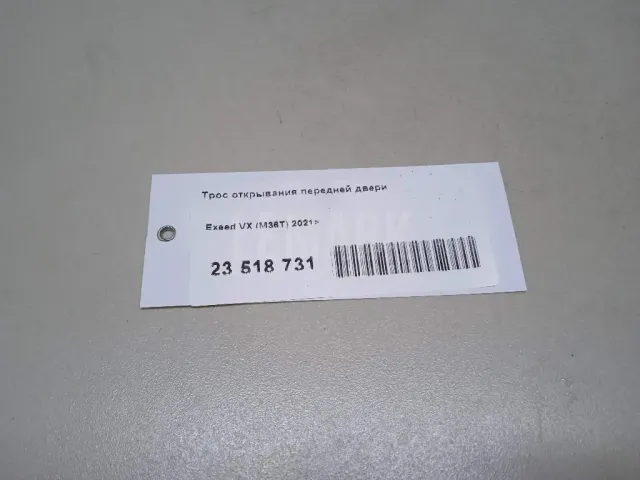 Трос открывания передней двери
Exeed VX (M36T) 2021>
23 518 731